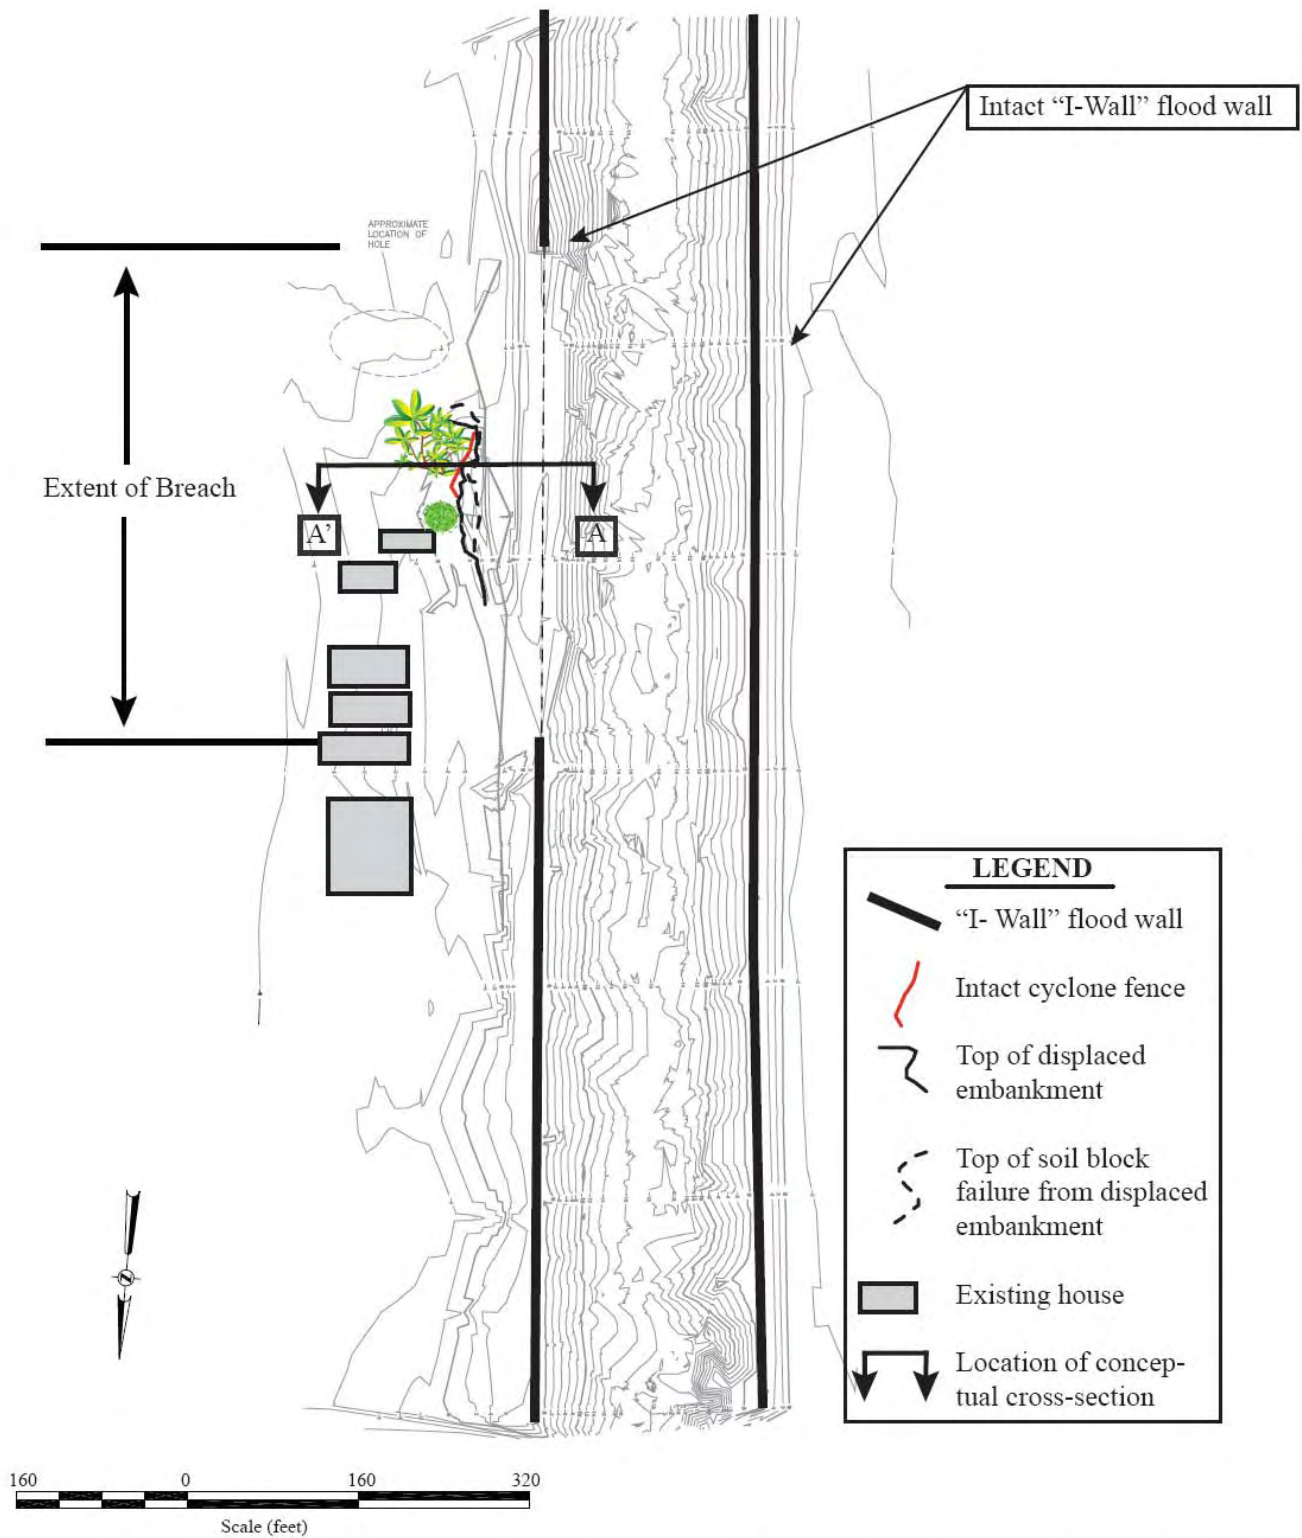 Intact “I-Wall” flood wall
APPROXIMATE
LOCATION OF
HOLE
Extent of Breach
A’
A
LEGEND
“I- Wall” flood wall
Intact cyclone fence
Top of displaced
embankment
Top of soil block
failure from displaced
embankment
Existing house
Location of concep-
tual cross-section
Z
160 0 160 320
Scale (feet)